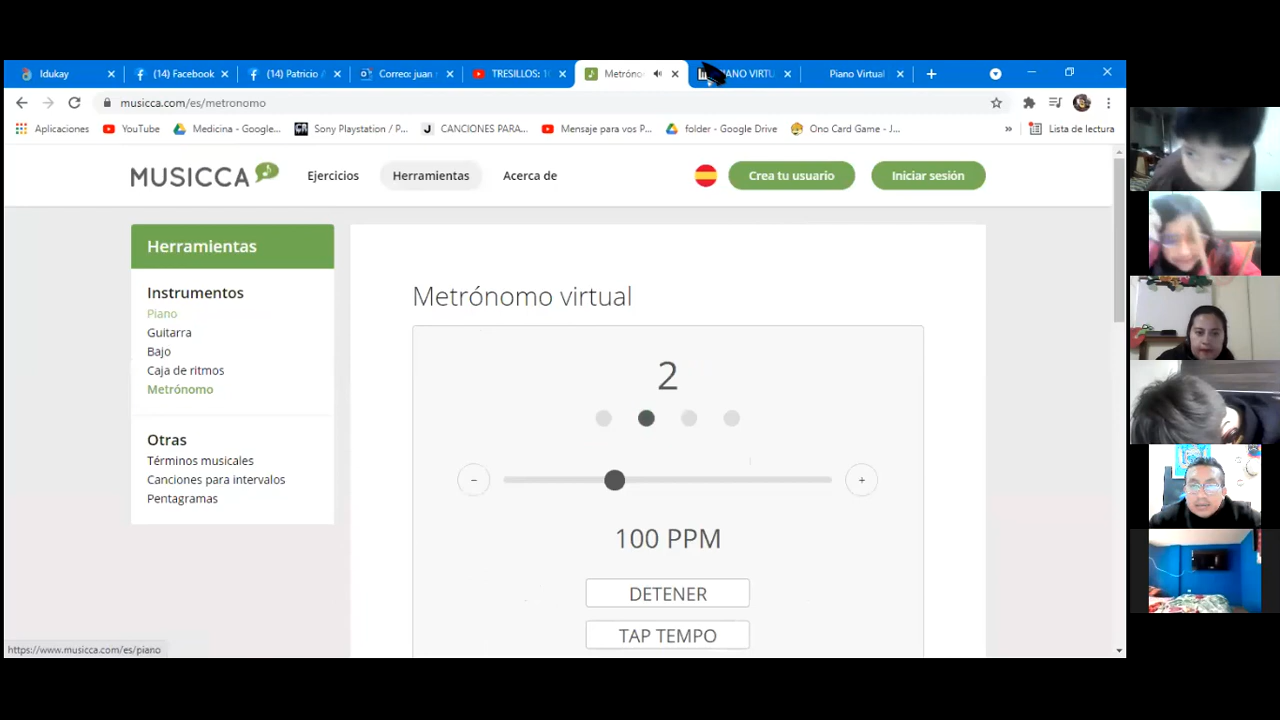 Idukay
(14) Facebook
(14) Patricio
Correo: juan
TRESILLOS: 1
Metróno
PIANO VIRTU
Piano Virtual
musicca.com/es/metronomo
Aplicaciones
YouTube
Medicina - Google...
Sony Playstation / P...
CANCIONES PARA...
Mensaje para vos P...
folder - Google Drive
Ono Card Game - J...
»
Lista de lectura
MUSICCA
Ejercicios
Herramientas
Acerca de
Crea tu usuario
Iniciar sesión
Herramientas
Instrumentos
Piano
Guitarra
Bajo
Caja de ritmos
Metrónomo
Otras
Términos musicales
Canciones para intervalos
Pentagramas
Metrónomo virtual
2
100 PPM
DETENER
TAP TEMPO
https://www.musicca.com/es/piano